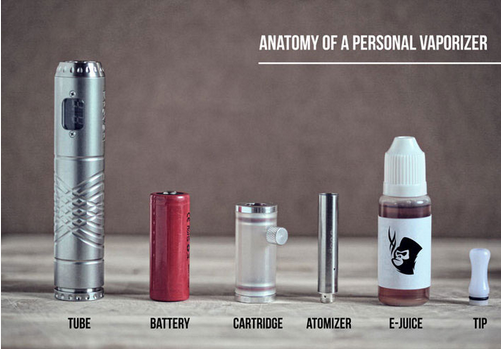 ANATOMY OF A PERSONAL VAPORIZER
TUBE
BATTERY
CARTRIDGE
ATOMIZER
E-JUICE
TIP